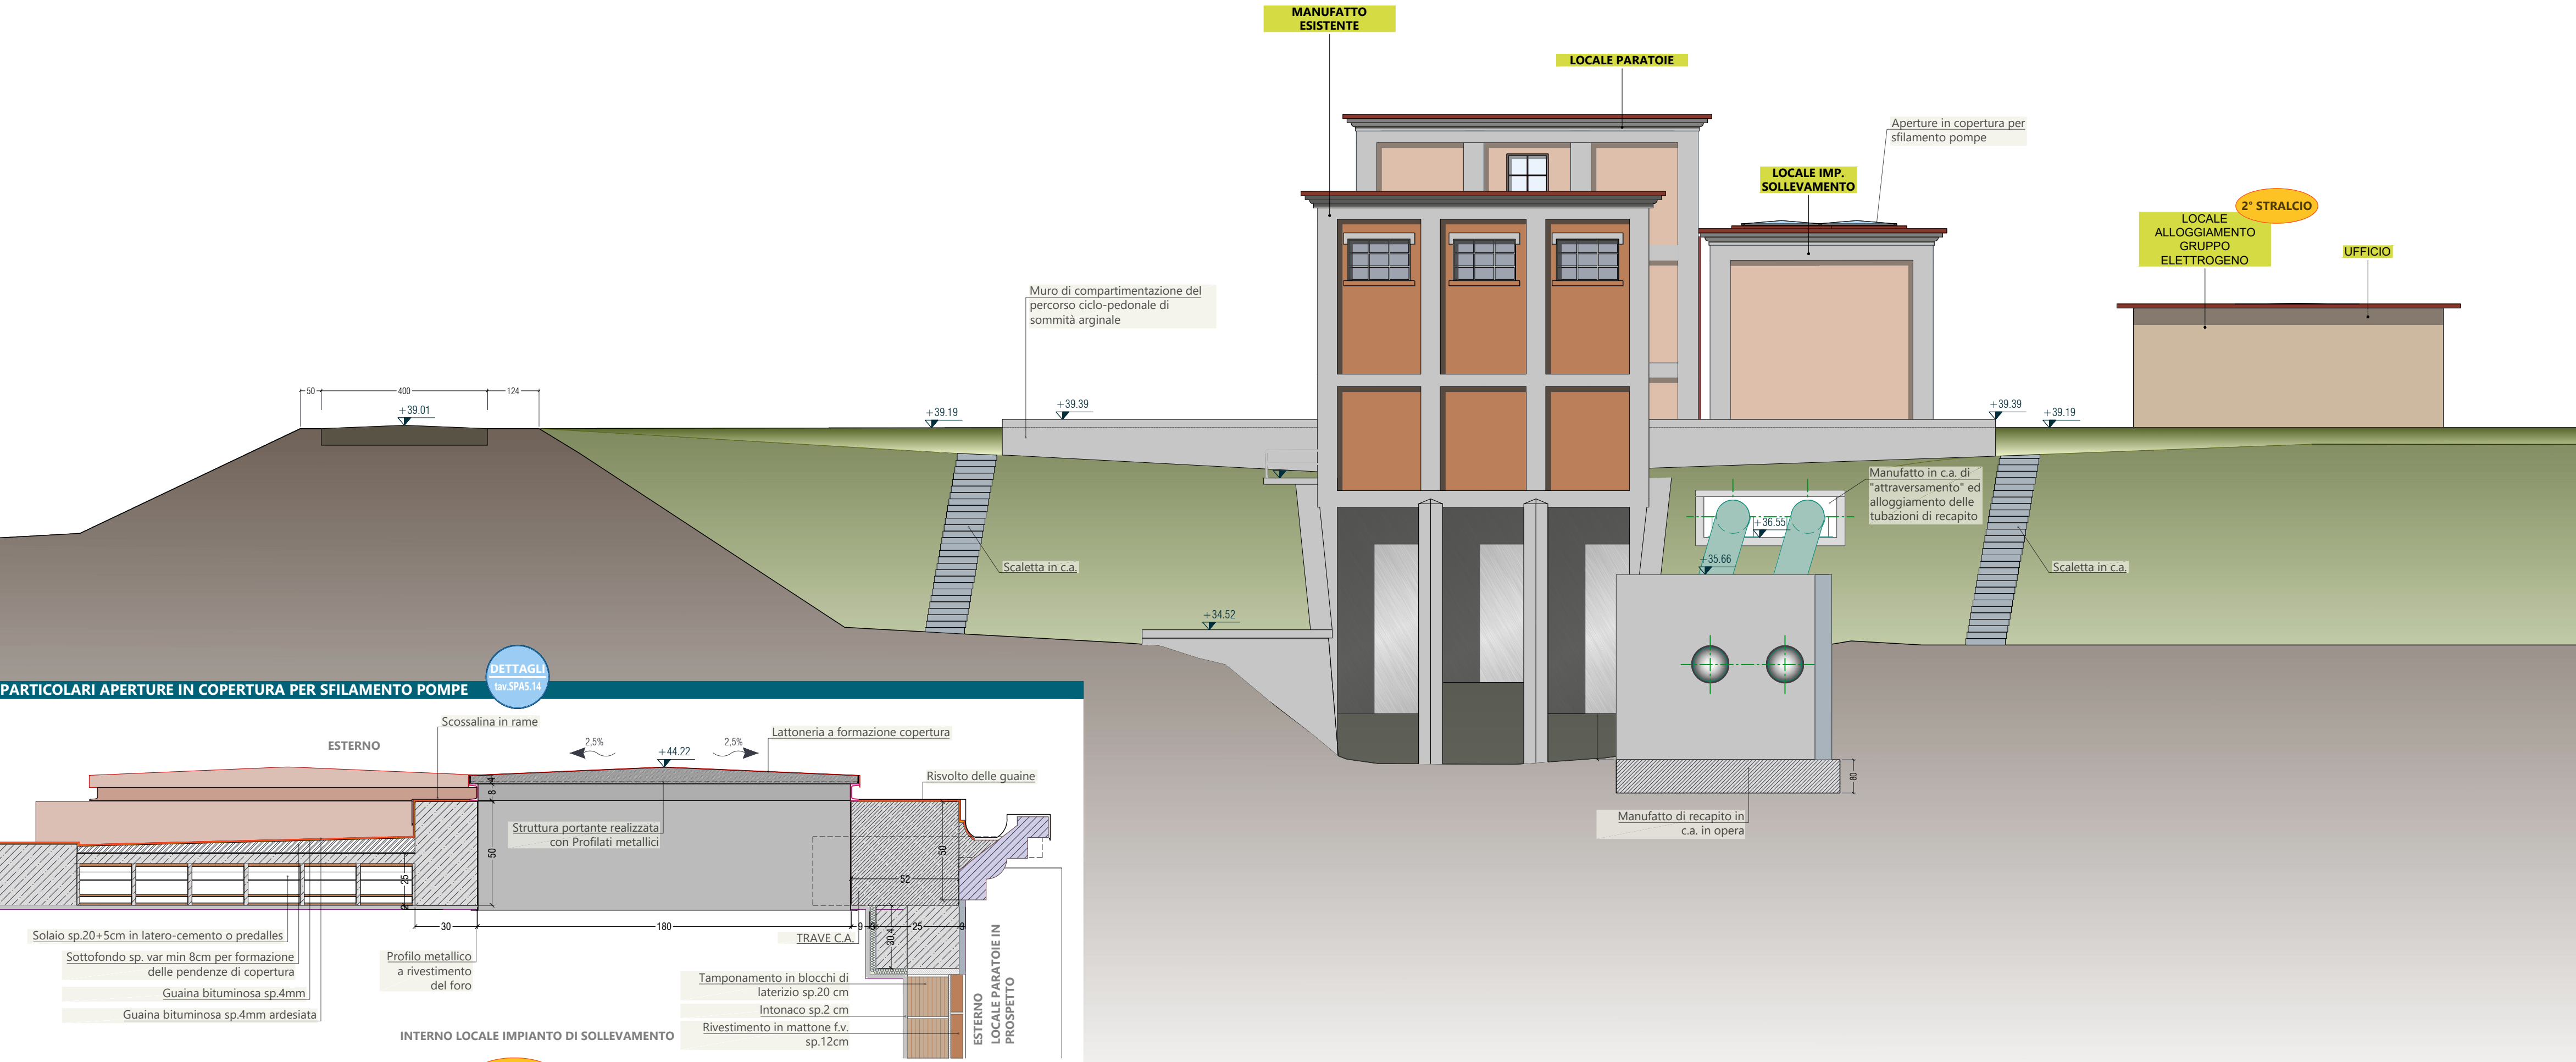 MANUFATTO
ESISTENTE
LOCALE PARATOIE
Aperture in copertura per
sfilamento pompe
LOCALE IMP.
SOLLEVAMENTO
2° STRALCIO
LOCALE
ALLOGGIAMENTO
GRUPPO
ELETTROGENO
UFFICIO
Muro di compartimentazione del
percorso ciclo-pedonale di
sommità arginale
50
400
124
+39.01
+39.19
+39.39
+39.39
+39.19
Manufatto in c.a. di
"attraversamento" ed
alloggiamento delle
tubazioni di recapito
+36.55
+35.66
Scaletta in c.a.
Scaletta in c.a.
+34.52
80
Manufatto di recapito in
c.a. in opera
DETTAGLI
tav.SPA5.14
PARTICOLARI APERTURE IN COPERTURA PER SFILAMENTO POMPE
Scossalina in rame
ESTERNO
2,5%
+44.22
2,5%
Lattoneria a formazione copertura
Risvolto delle guaine
4
8
Struttura portante realizzata
con Profilati metallici
50
50
25
2
52
30
180
9
25
3
30.4
Solaio sp.20+5cm in latero-cemento o predalles
TRAVE C.A.
Sottofondo sp. var min 8cm per formazione
delle pendenze di copertura
Profilo metallico
a rivestimento
del foro
Guaina bituminosa sp.4mm
Guaina bituminosa sp.4mm ardesiata
Tamponamento in blocchi di
laterizio sp.20 cm
Intonaco sp.2 cm
Rivestimento in mattone f.v.
sp.12cm
INTERNO LOCALE IMPIANTO DI SOLLEVAMENTO
ESTERNO
LOCALE PARATOIE IN
PROSPETTO